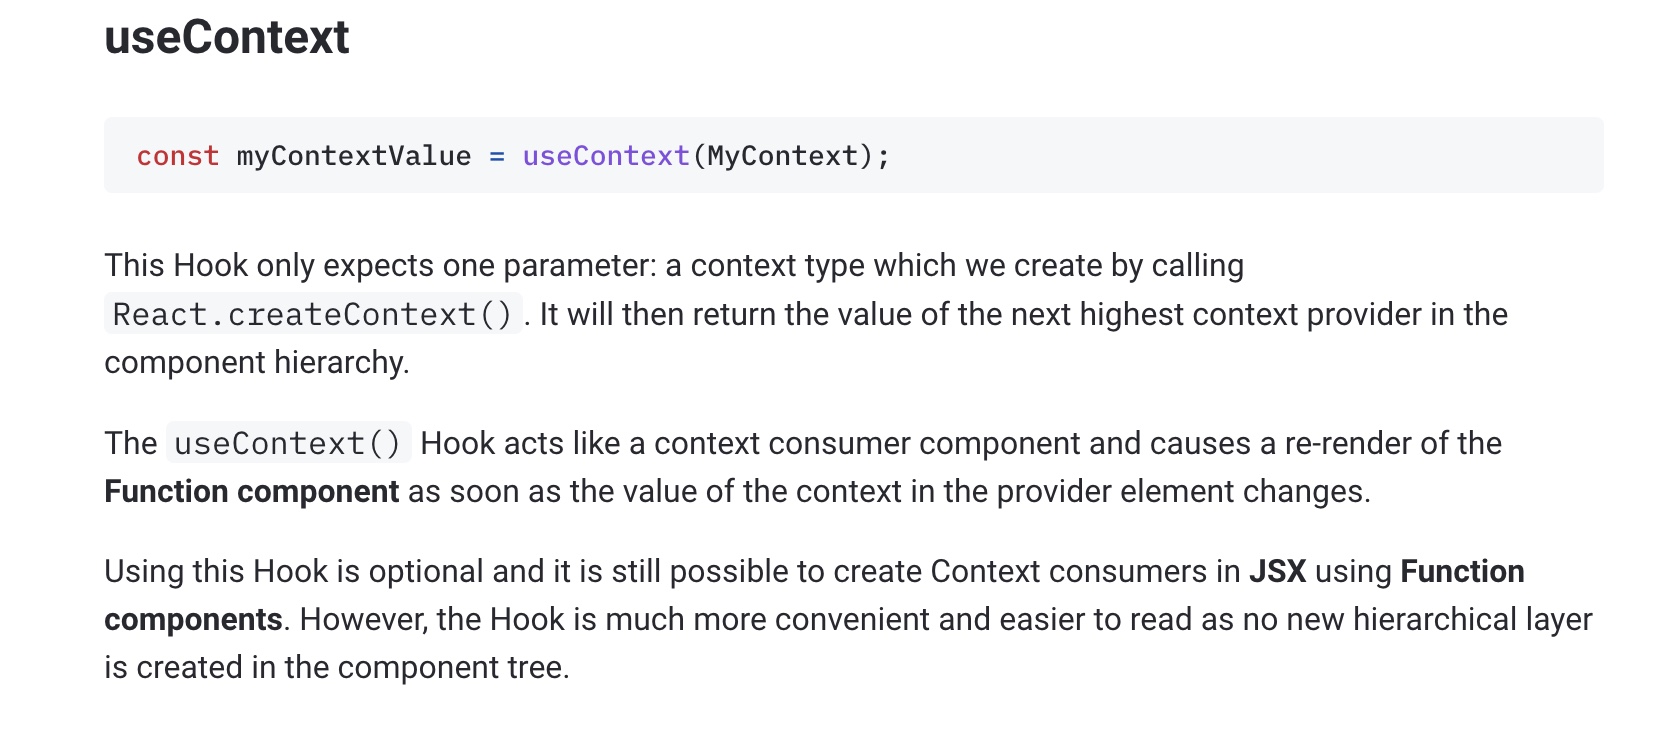 useContext
const myContextValue = useContext(MyContext);
This Hook only expects one parameter: a context type which we create by calling
React.createContext(). It will then return the value of the next highest context provider in the
component hierarchy.
The useContext() Hook acts like a context consumer component and causes a re-render of the
Function component as soon as the value of the context in the provider element changes.
Using this Hook is optional and it is still possible to create Context consumers in JSX using Function
components. However, the Hook is much more convenient and easier to read as no new hierarchical layer
is created in the component tree.